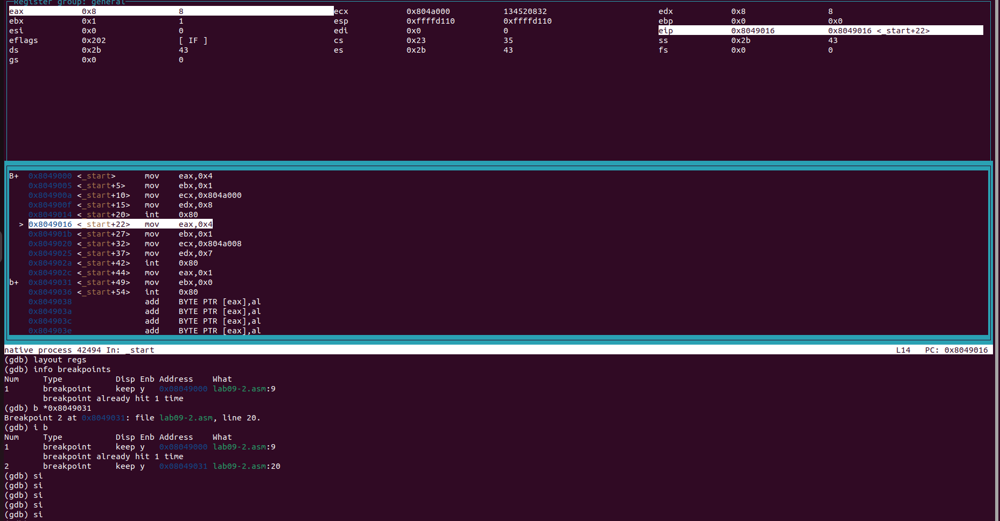 Register group: general
eax 0x8 8 ecx 0x804a000 134520832 edx 0x8 8
ebx 0x1 1 esp 0xffffd110 0xffffd110 ebp 0x0 0x0
esi 0x0 0 edi 0x0 0 eip 0x8049016 0x8049016 <_start+22>
eflags 0x202 [ IF ] cs 0x23 35 ss 0x2b 43
ds 0x2b 43 es 0x2b 43 fs 0x0 0
gs 0x0 0
B+ 0x8049000 <_start> mov eax,0x4
0x8049005 <_start+5> mov ebx,0x1
0x804900a <_start+10> mov ecx,0x804a000
0x804900f <_start+15> mov edx,0x8
0x8049014 <_start+20> int 0x80
> 0x8049016 <_start+22> mov eax,0x4
0x804901b <_start+27> mov ebx,0x1
0x8049020 <_start+32> mov ecx,0x804a008
0x8049025 <_start+37> mov edx,0x7
0x804902a <_start+42> int 0x80
0x804902c <_start+44> mov eax,0x1
b+ 0x8049031 <_start+49> mov ebx,0x0
0x8049036 <_start+54> int 0x80
0x8049038 add BYTE PTR [eax],al
0x804903a add BYTE PTR [eax],al
0x804903c add BYTE PTR [eax],al
0x804903e add BYTE PTR [eax],al
native process 42494 In: _start L14 PC: 0x8049016
(gdb) layout regs
(gdb) info breakpoints
Num Type Disp Enb Address What
1 breakpoint keep y 0x08049000 lab09-2.asm:9
breakpoint already hit 1 time
(gdb) b *0x8049031
Breakpoint 2 at 0x8049031: file lab09-2.asm, line 20.
(gdb) i b
Num Type Disp Enb Address What
1 breakpoint keep y 0x08049000 lab09-2.asm:9
breakpoint already hit 1 time
2 breakpoint keep y 0x08049031 lab09-2.asm:20
(gdb) si
(gdb) si
(gdb) si
(gdb) si
(gdb) si